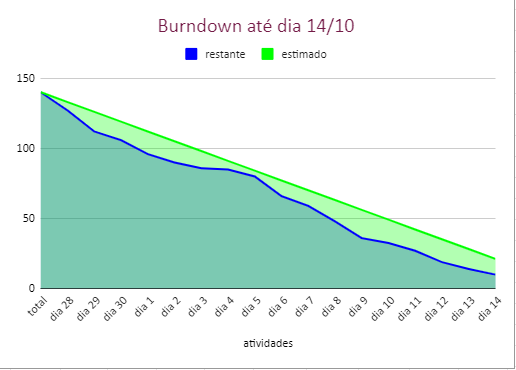 Burndown até dia 14/10
restante estimado
150
100
50
0
total dia 28 dia 29 dia 30 dia 1 dia 2 dia 3 dia 4 dia 5 dia 6 dia 7 dia 8 dia 9 dia 10 dia 11 dia 12 dia 13 dia 14
atividades